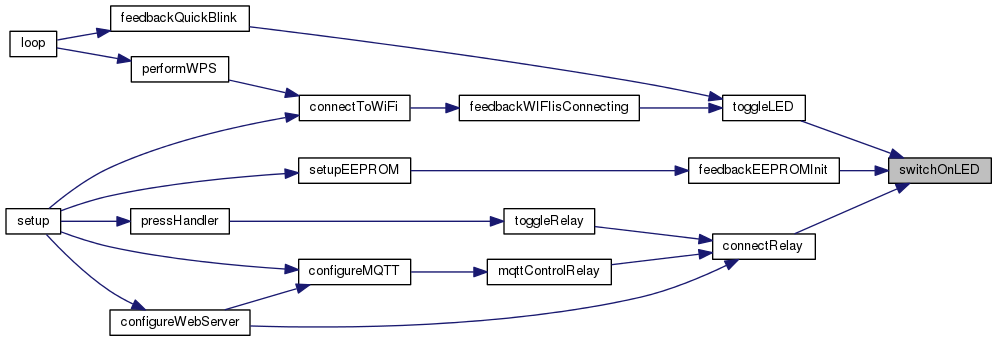 feedbackQuickBlink
loop
performWPS
connectToWiFi
feedbackWIFIisConnecting
toggleLED
setupEEPROM
feedbackEEPROMInit
switchOnLED
setup
pressHandler
toggleRelay
connectRelay
configureMQTT
mqttControlRelay
configureWebServer